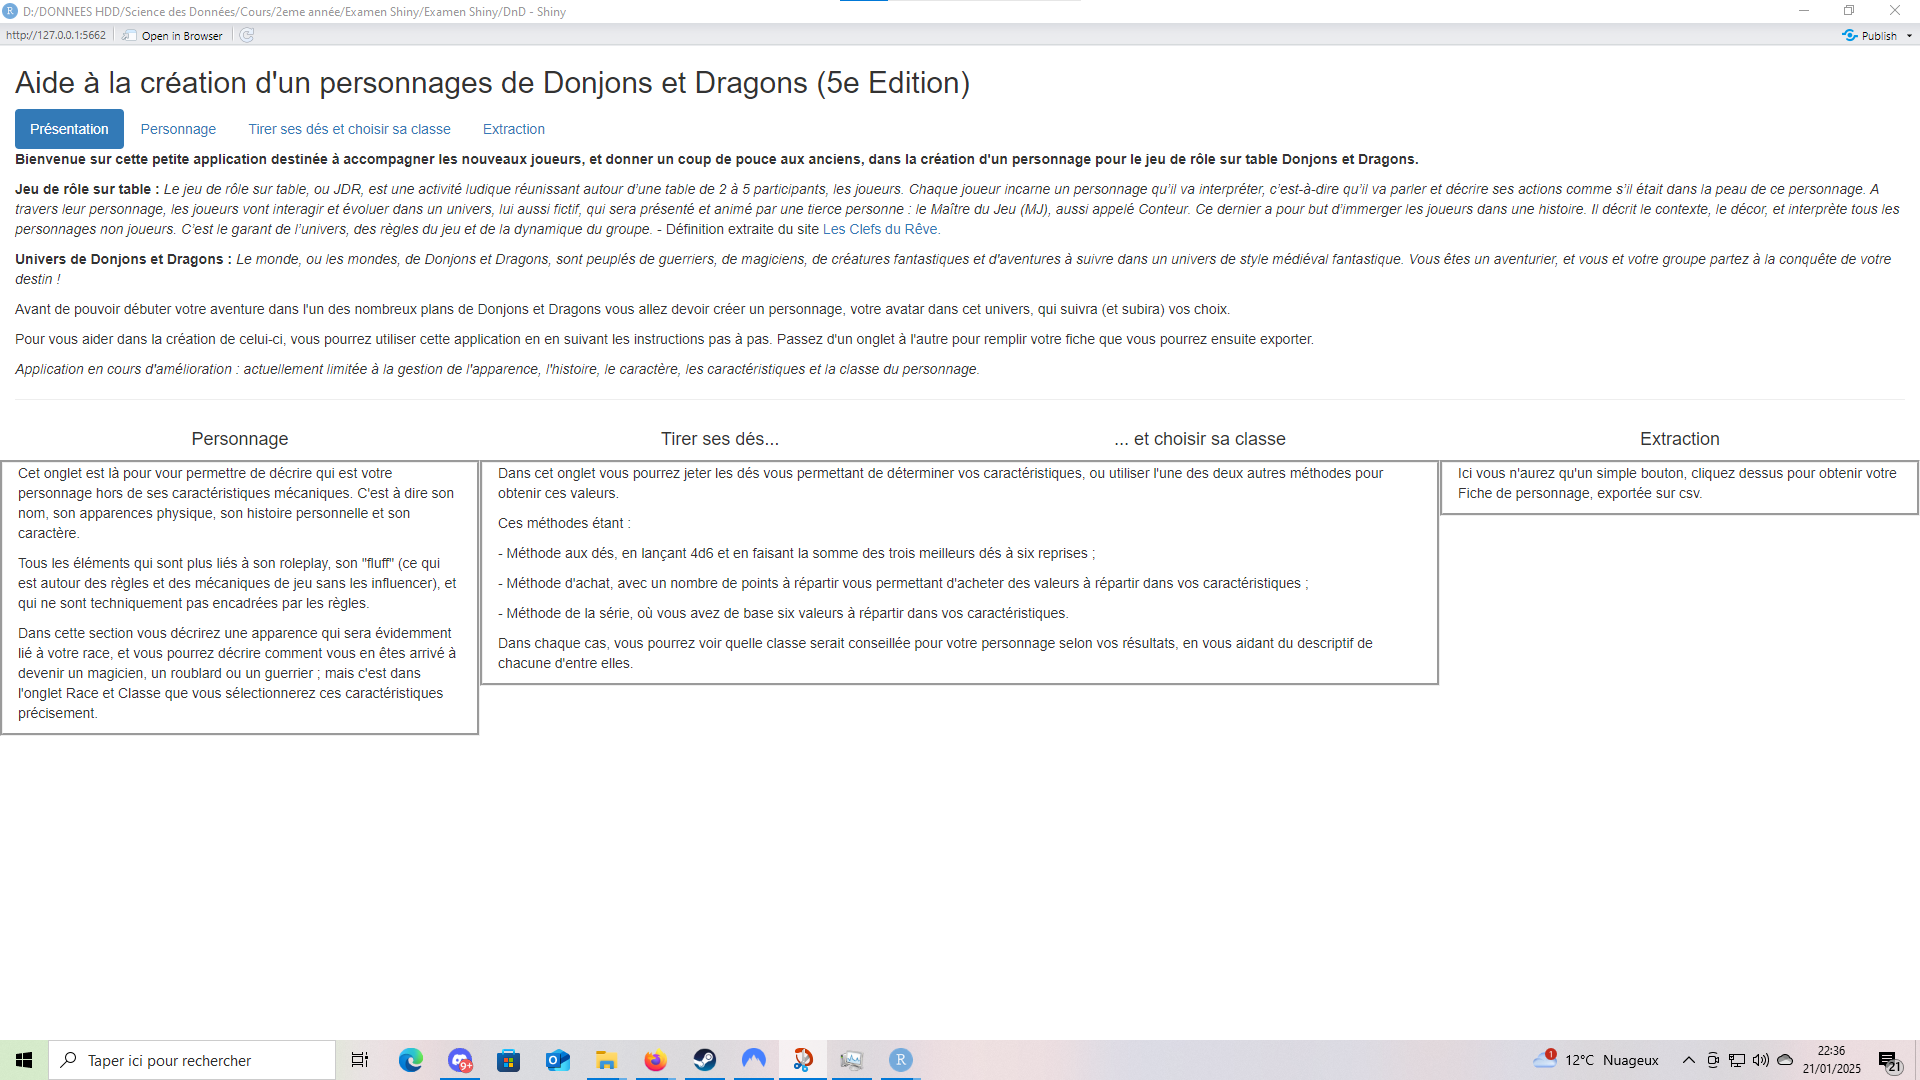 D:/DONNEES HDD/Science des Données/Cours/2eme année/Examen Shiny/Examen Shiny/DnD - Shiny
http://127.0.0.1:5662 Open in Browser Publish
Aide à la création d'un personnages de Donjons et Dragons (5e Edition)
Présentation Personnage Tirer ses dés et choisir sa classe Extraction
Bienvenue sur cette petite application destinée à accompagner les nouveaux joueurs, et donner un coup de pouce aux anciens, dans la création d'un personnage pour le jeu de rôle sur table Donjons et Dragons.
Jeu de rôle sur table : Le jeu de rôle sur table, ou JDR, est une activité ludique réunissant autour d’une table de 2 à 5 participants, les joueurs. Chaque joueur incarne un personnage qu’il va interpréter, c’est-à-dire qu’il va parler et décrire ses actions comme s’il était dans la peau de ce personnage. A
travers leur personnage, les joueurs vont interagir et évoluer dans un univers, lui aussi fictif, qui sera présenté et animé par une tierce personne : le Maître du Jeu (MJ), aussi appelé Conteur. Ce dernier a pour but d’immerger les joueurs dans une histoire. Il décrit le contexte, le décor, et interprète tous les
personnages non joueurs. C’est le garant de l’univers, des règles du jeu et de la dynamique du groupe. - Définition extraite du site Les Clefs du Rêve.
Univers de Donjons et Dragons : Le monde, ou les mondes, de Donjons et Dragons, sont peuplés de guerriers, de magiciens, de créatures fantastiques et d'aventures à suivre dans un univers de style médiéval fantastique. Vous êtes un aventurier, et vous et votre groupe partez à la conquête de votre
destin !
Avant de pouvoir débuter votre aventure dans l'un des nombreux plans de Donjons et Dragons vous allez devoir créer un personnage, votre avatar dans cet univers, qui suivra (et subira) vos choix.
Pour vous aider dans la création de celui-ci, vous pourrez utiliser cette application en en suivant les instructions pas à pas. Passez d'un onglet à l'autre pour remplir votre fiche que vous pourrez ensuite exporter.
Application en cours d'amélioration : actuellement limitée à la gestion de l'apparence, l'histoire, le caractère, les caractéristiques et la classe du personnage.
Personnage
Cet onglet est là pour vour permettre de décrire qui est votre
personnage hors de ses caractéristiques mécaniques. C'est à dire son
nom, son apparences physique, son histoire personnelle et son
caractère.
Tous les éléments qui sont plus liés à son roleplay, son "fluff" (ce qui
est autour des règles et des mécaniques de jeu sans les influencer), et
qui ne sont techniquement pas encadrées par les règles.
Dans cette section vous décrirez une apparence qui sera évidemment
lié à votre race, et vous pourrez décrire comment vous en êtes arrivé à
devenir un magicien, un roublard ou un guerrier ; mais c'est dans
l'onglet Race et Classe que vous sélectionnerez ces caractéristiques
précisement.
Tirer ses dés... ... et choisir sa classe
Dans cet onglet vous pourrez jeter les dés vous permettant de déterminer vos caractéristiques, ou utiliser l'une des deux autres méthodes pour
obtenir ces valeurs.
Ces méthodes étant :
- Méthode aux dés, en lançant 4d6 et en faisant la somme des trois meilleurs dés à six reprises ;
- Méthode d'achat, avec un nombre de points à répartir vous permettant d'acheter des valeurs à répartir dans vos caractéristiques ;
- Méthode de la série, où vous avez de base six valeurs à répartir dans vos caractéristiques.
Dans chaque cas, vous pourrez voir quelle classe serait conseillée pour votre personnage selon vos résultats, en vous aidant du descriptif de
chacune d'entre elles.
Extraction
Ici vous n'aurez qu'un simple bouton, cliquez dessus pour obtenir votre
Fiche de personnage, exportée sur csv.
Taper ici pour rechercher
9+
1
12°C Nuageux
22:36
21/01/2025
21